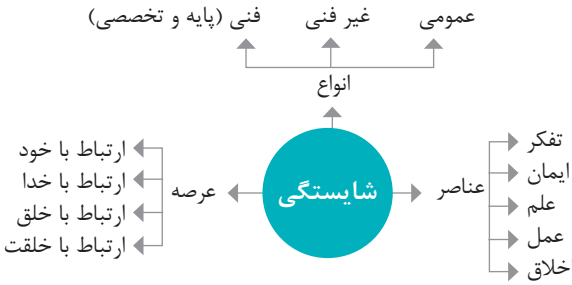 عمومی غیر فنی فنی (پایه و تخصصی)
انواع
شایستگی
عناصر
تفکر
ایمان
علم
عمل
اخلاق
عرصه
ارتباط با خود
ارتباط با خدا
ارتباط با خلق
ارتباط با خلقت